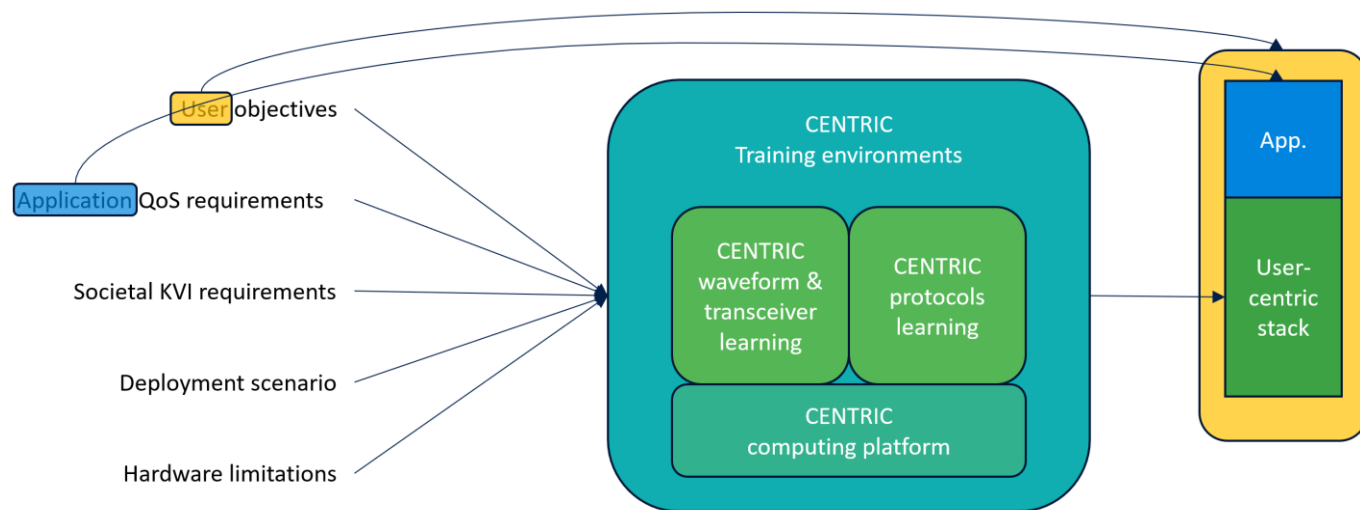 User objectives
Application QoS requirements
Societal KVI requirements
Deployment scenario
Hardware limitations
CENTRIC
Training environments
CENTRIC
waveform &
transceiver
learning
CENTRIC
protocols
learning
CENTRIC
computing platform
App.
User-
centric
stack